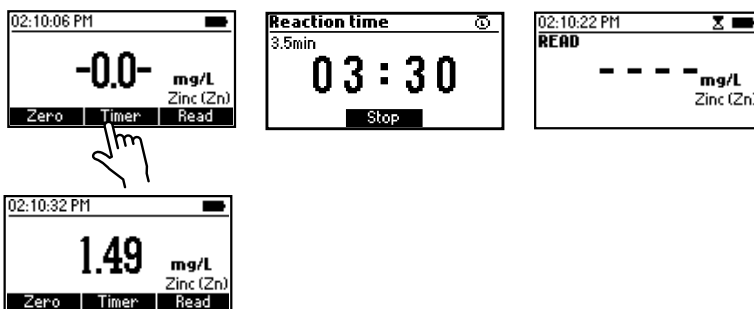 02:10:06 PM
-0.0- mg/L
Zinc (Zn)
Zero Timer Read
Reaction time
3.5min
03:30
Stop
02:10:22 PM
READ
---- mg/L
Zinc (Zn)
02:10:32 PM
1.49 mg/L
Zinc (Zn)
Zero Timer Read